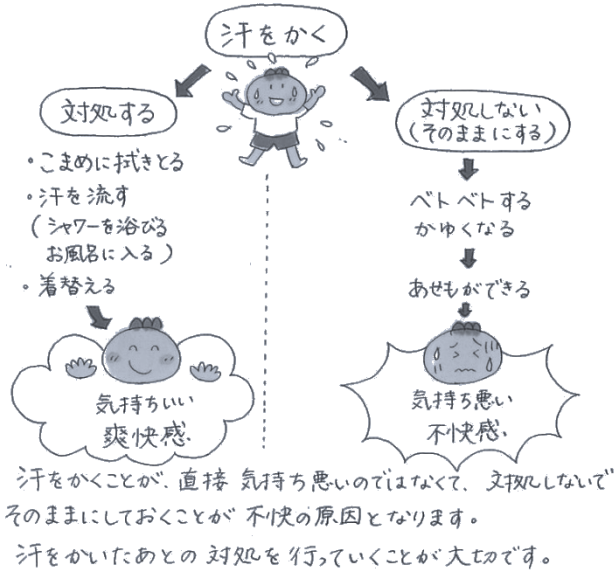 汗をかく
対処する
・こまめに拭きとる
・汗を流す
(シャワーを浴びる
お風呂に入る)
・着替える
気持ちいい
爽快感
対処しない
(そのままにする)
ベトベトする
かゆくなる
あせもができる
気持ち悪い
不快感
汗をかくことが、直接 気持ち悪いのではなくて、対処しないで
そのままにしておくことが 不快の原因となります。
汗をかいたあとの 対処を行っていくことが大切です。